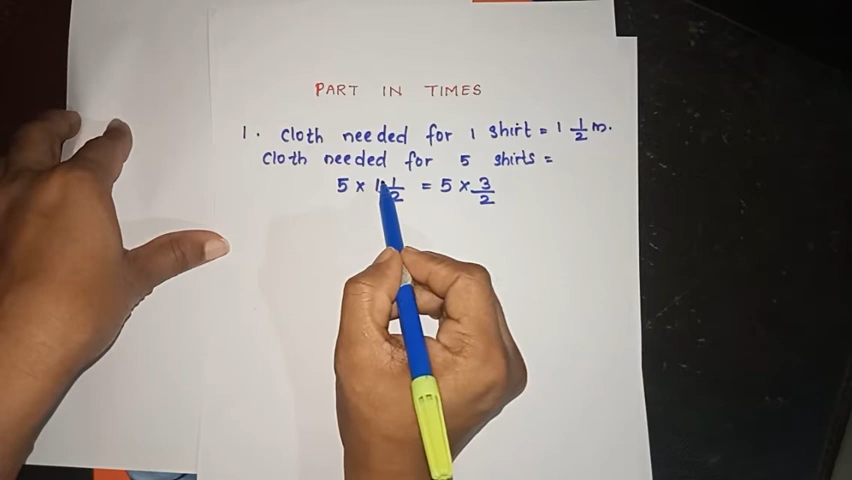 PART IN TIMES
1. Cloth needed for 1 shirt = 1 1/2 m.
Cloth needed for 5 shirts =
5 × 1 1/2 = 5 × 3/2